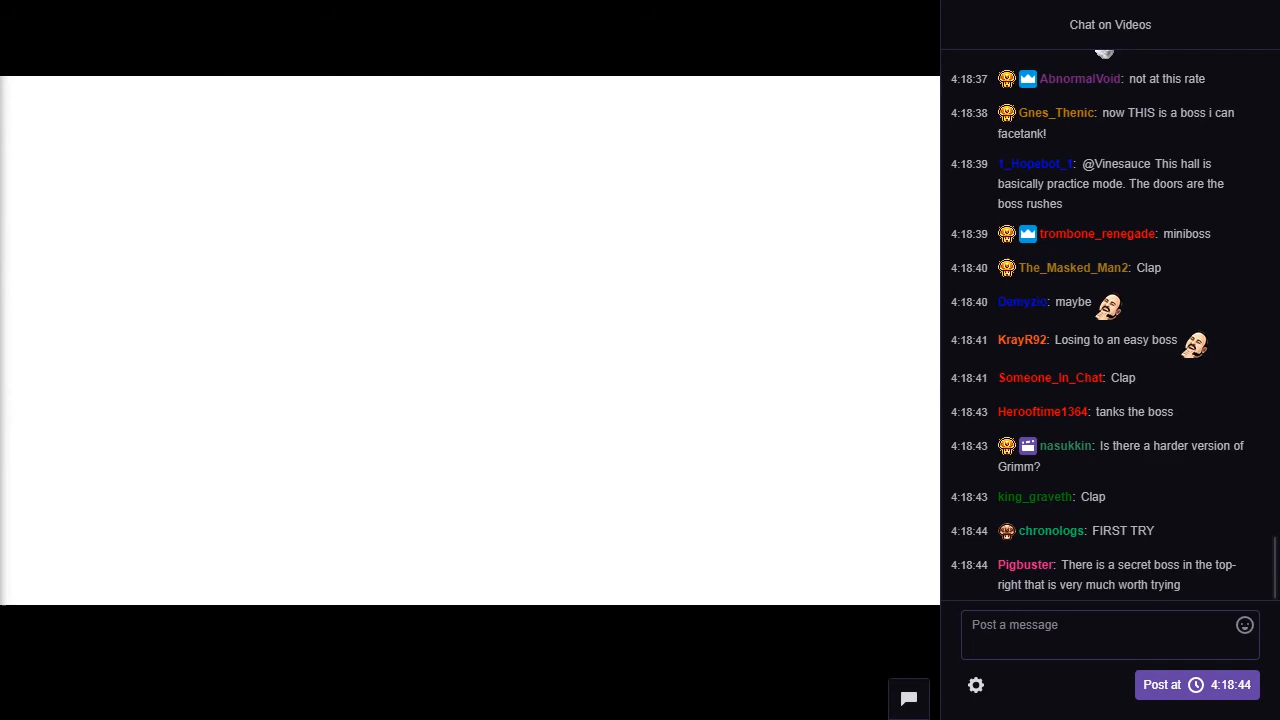 Chat on Videos
4:18:37 AbnormalVoid: not at this rate
4:18:38 Gnes_Thenic: now THIS is a boss i can
facetank!
4:18:39 1_Hopebot_1: @Vinesauce This hall is
basically practice mode. The doors are the
boss rushes
4:18:39 trombone_renegade: miniboss
4:18:40 The_Masked_Man2: Clap
4:18:40 Demyzio: maybe
4:18:41 KrayR92: Losing to an easy boss
4:18:41 Someone_In_Chat: Clap
4:18:43 Herooftime1364: tanks the boss
4:18:43 nasukkin: Is there a harder version of
Grimm?
4:18:43 king_graveth: Clap
4:18:44 chronologs: FIRST TRY
4:18:44 Pigbuster: There is a secret boss in the top-
right that is very much worth trying
Post a message
Post at 4:18:44